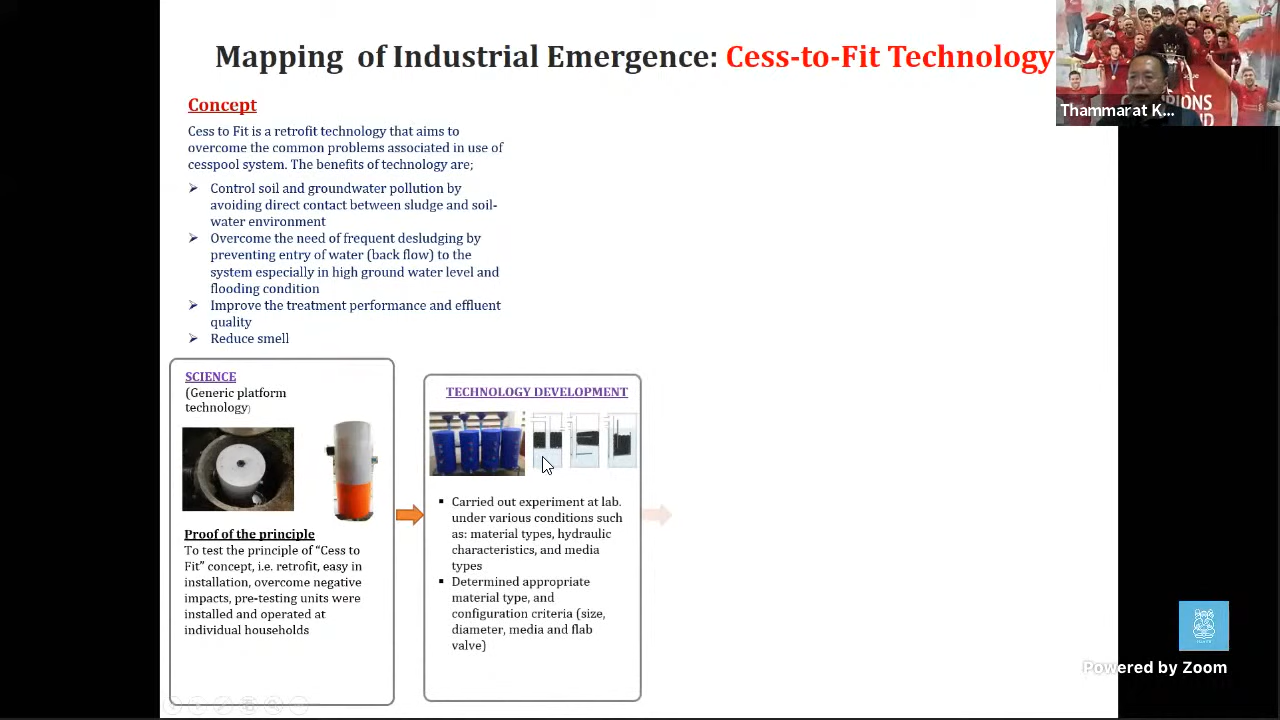 Mapping of Industrial Emergence: Cess-to-Fit Technology
Concept
Cess to Fit is a retrofit technology that aims to
overcome the common problems associated in use of
cesspool system. The benefits of technology are;
Control soil and groundwater pollution by
avoiding direct contact between sludge and soil-
water environment
Overcome the need of frequent desludging by
preventing entry of water (back flow) to the
system especially in high ground water level and
flooding condition
Improve the treatment performance and effluent
quality
Reduce smell
SCIENCE
(Generic platform
technology)
Proof of the principle
To test the principle of “Cess to
Fit” concept, i.e. retrofit, easy in
installation, overcome negative
impacts, pre-testing units were
installed and operated at
individual households
TECHNOLOGY DEVELOPMENT
Carried out experiment at lab.
under various conditions such
as: material types, hydraulic
characteristics, and media
types
Determined appropriate
material type, and
configuration criteria (size,
diameter, media and flab
valve)
Thammarat K...
Powered by Zoom